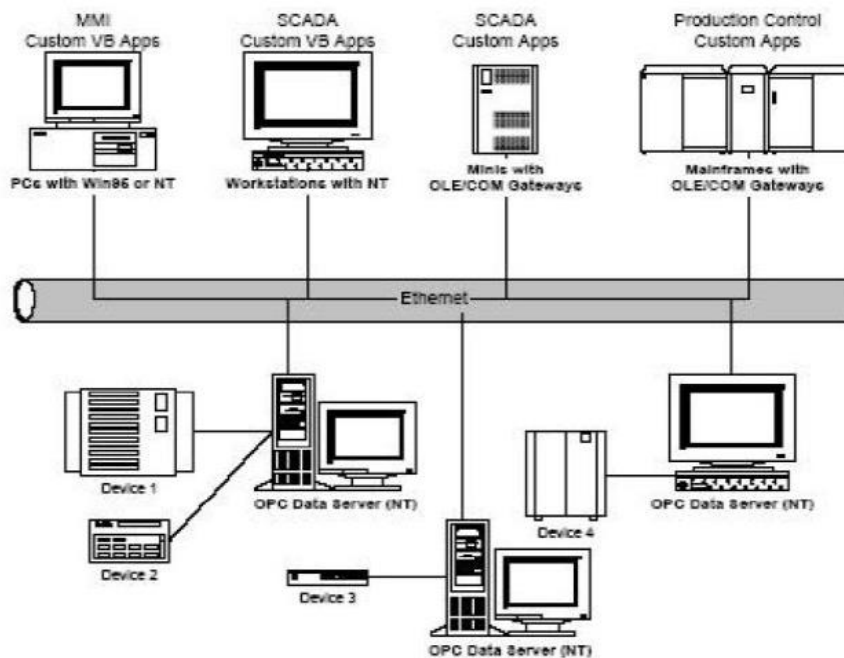 MMI
Custom VB Apps
SCADA
Custom VB Apps
SCADA
Custom Apps
Production Control
Custom Apps
PCs with Win95 or NT
Workstations with NT
Minis with
OLE/COM Gateways
Mainframes with
OLE/COM Gateways
Ethernet
Device 1
OPC Data Server (NT)
Device 2
Device 4
OPC Data Server (NT)
Device 3
OPC Data Server (NT)